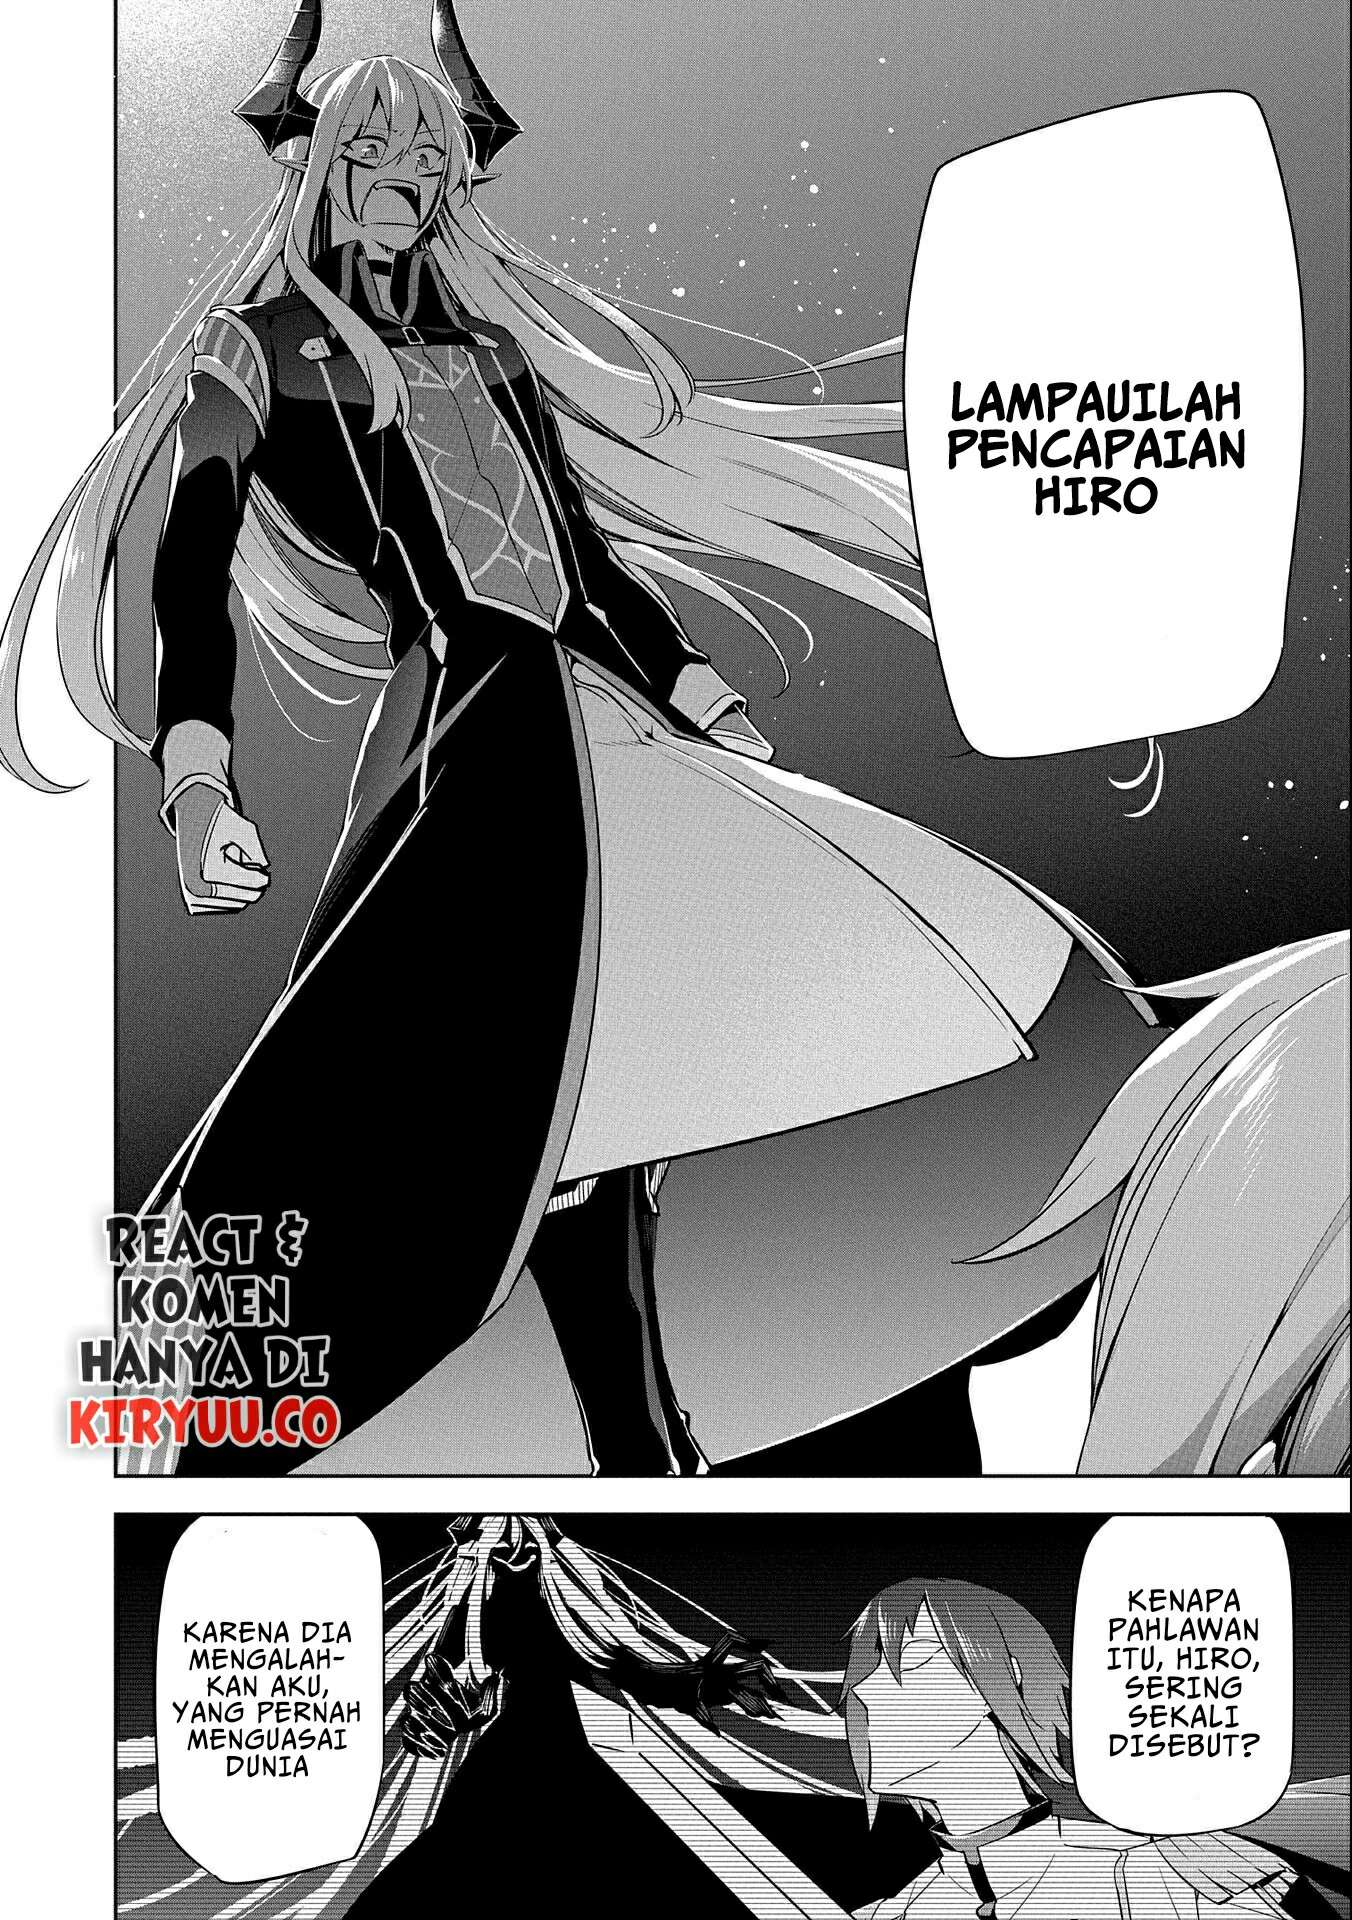 LAMPAUILAH
PENCAPAIAN
HIRO
REACT &
KOMEN
HANYA DI
KIRYUU.CO
KENAPA
PAHLAWAN
ITU, HIRO,
SERING
SEKALI
DISEBUT?
KARENA DIA
MENGALAH-
KAN AKU,
YANG PERNAH
MENGUASAI
DUNIA